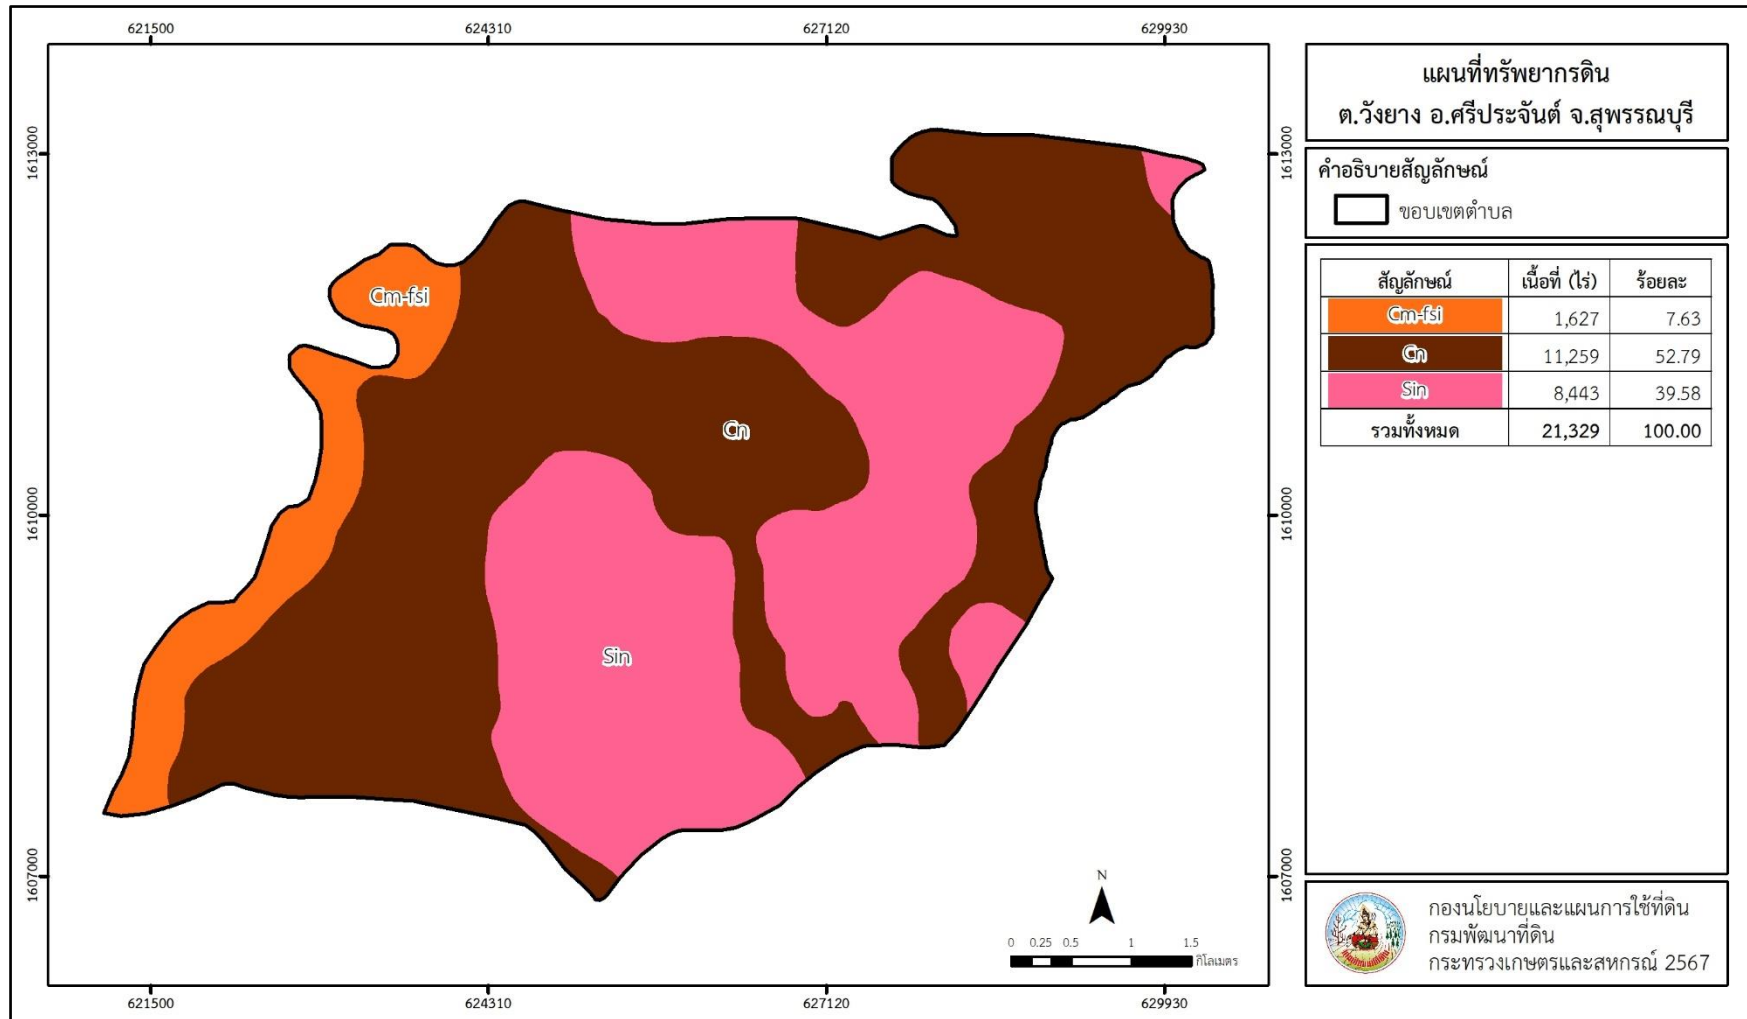 621500 624310 627120 629930
1613000 1613000
1610000 1610000
1607000 1607000
Cm-fsi
Cn
Sin
N
0 0.25 0.5 1 1.5
กิโลเมตร
621500 624310 627120 629930
แผนที่ทรัพยากรดิน
ต.วังยาง อ.ศรีประจันต์ จ.สุพรรณบุรี
คำอธิบายสัญลักษณ์
ขอบเขตตำบล
สัญลักษณ์ เนื้อที่ (ไร่) ร้อยละ
Cm-fsi 1,627 7.63
Cn 11,259 52.79
Sin 8,443 39.58
รวมทั้งหมด 21,329 100.00
กองนโยบายและแผนการใช้ที่ดิน
กรมพัฒนาที่ดิน
กระทรวงเกษตรและสหกรณ์ 2567